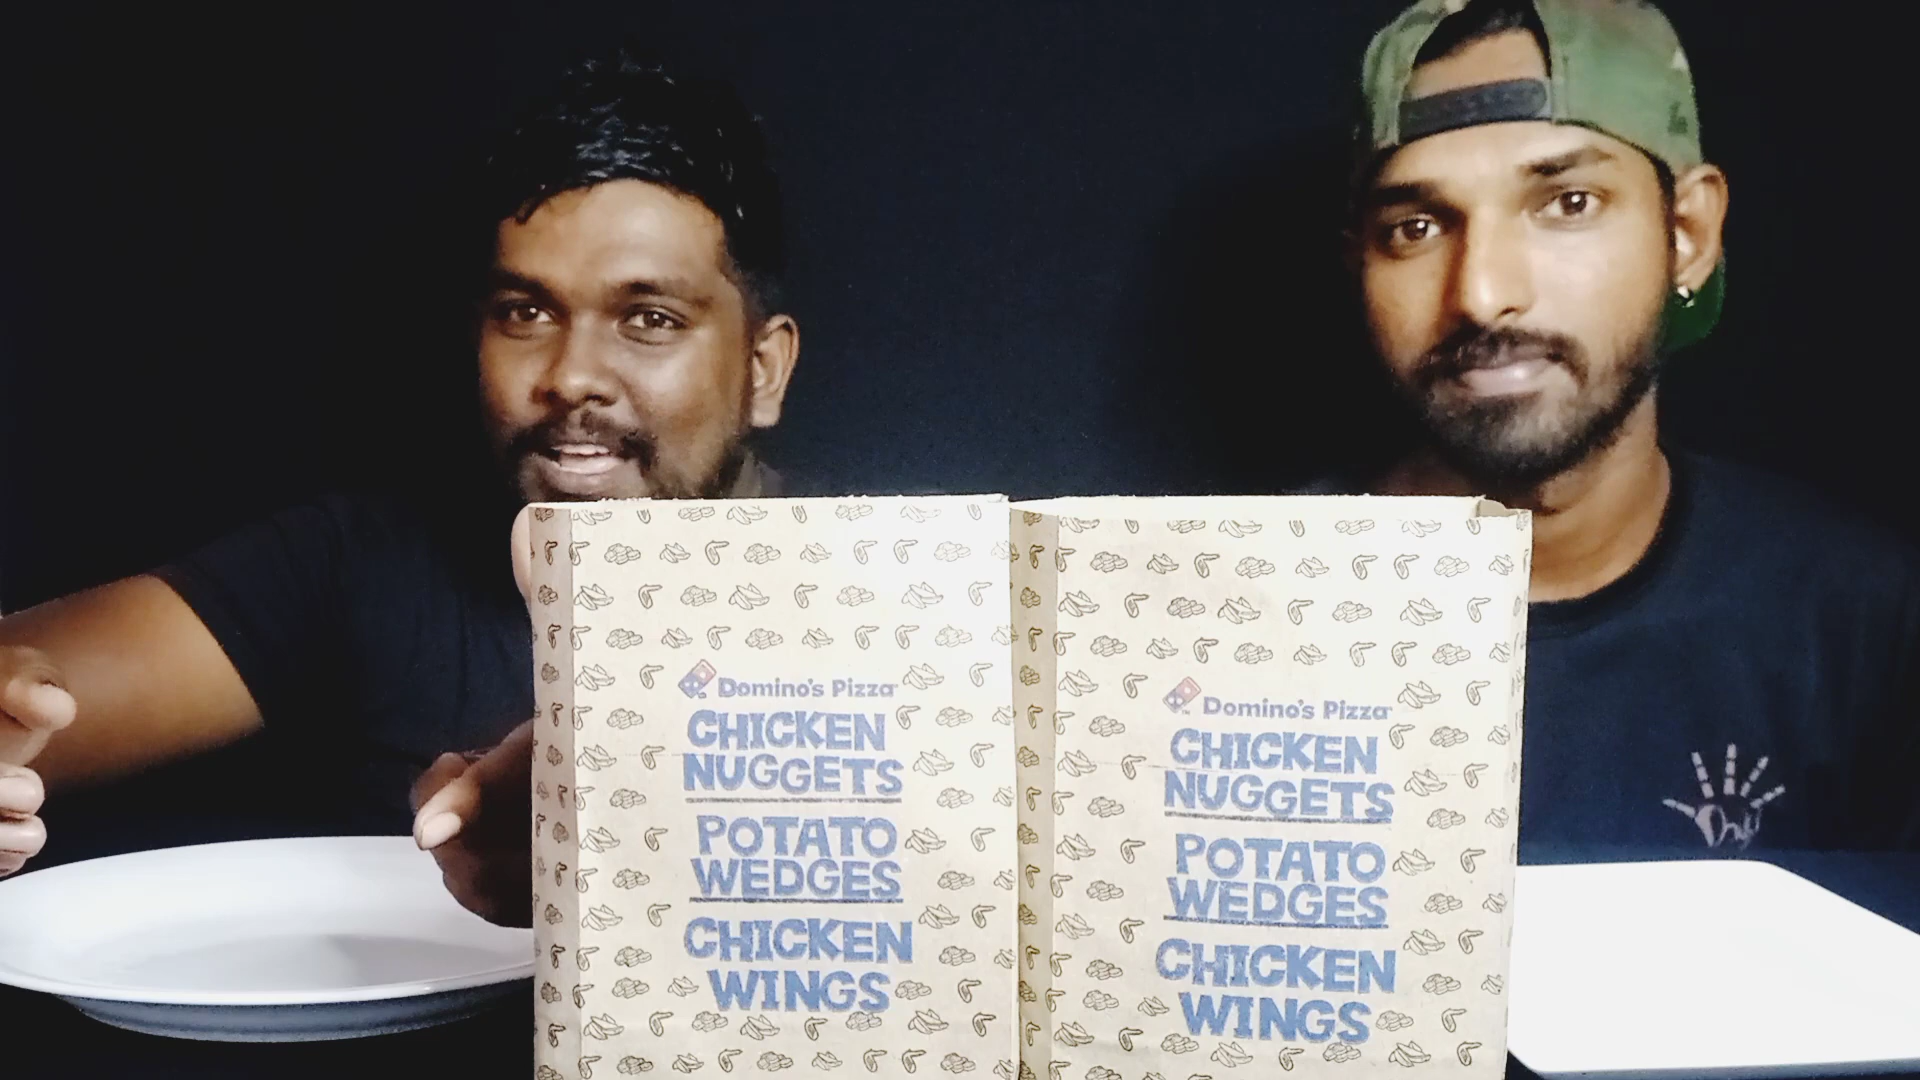 Domino's Pizza
CHICKEN
NUGGETS
POTATO
WEDGES
CHICKEN
WINGS
Domino's Pizza
CHICKEN
NUGGETS
POTATO
WEDGES
CHICKEN
WINGS